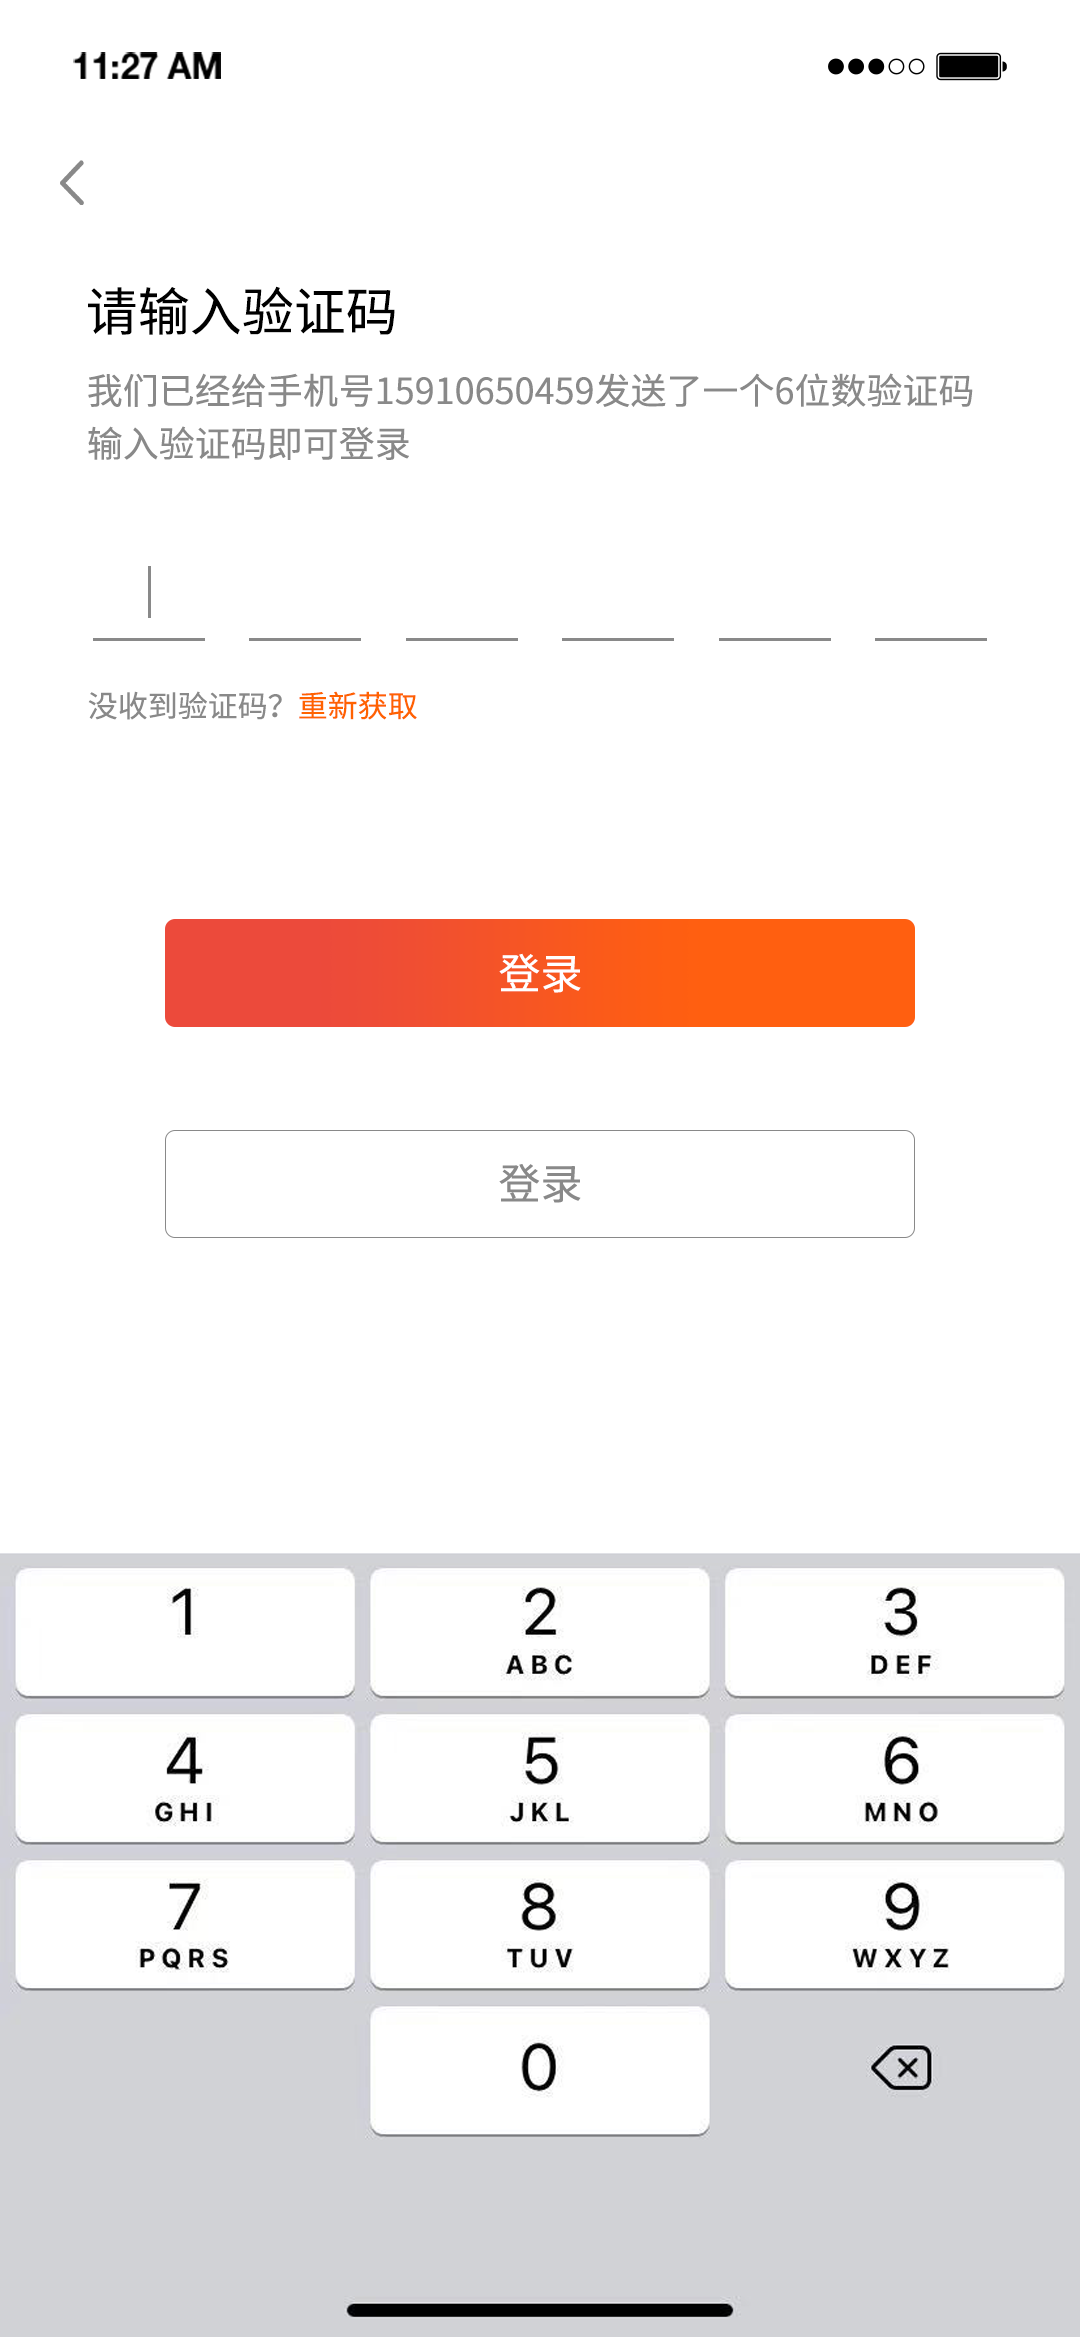 11:27 AM
请输入验证码
我们已经给手机号15910650459发送了一个6位数验证码
输入验证码即可登录
没收到验证码？重新获取
登录
登录
1 2 3
ABC DEF
4 5 6
GHI JKL MNO
7 8 9
PQRS TUV WXYZ
0